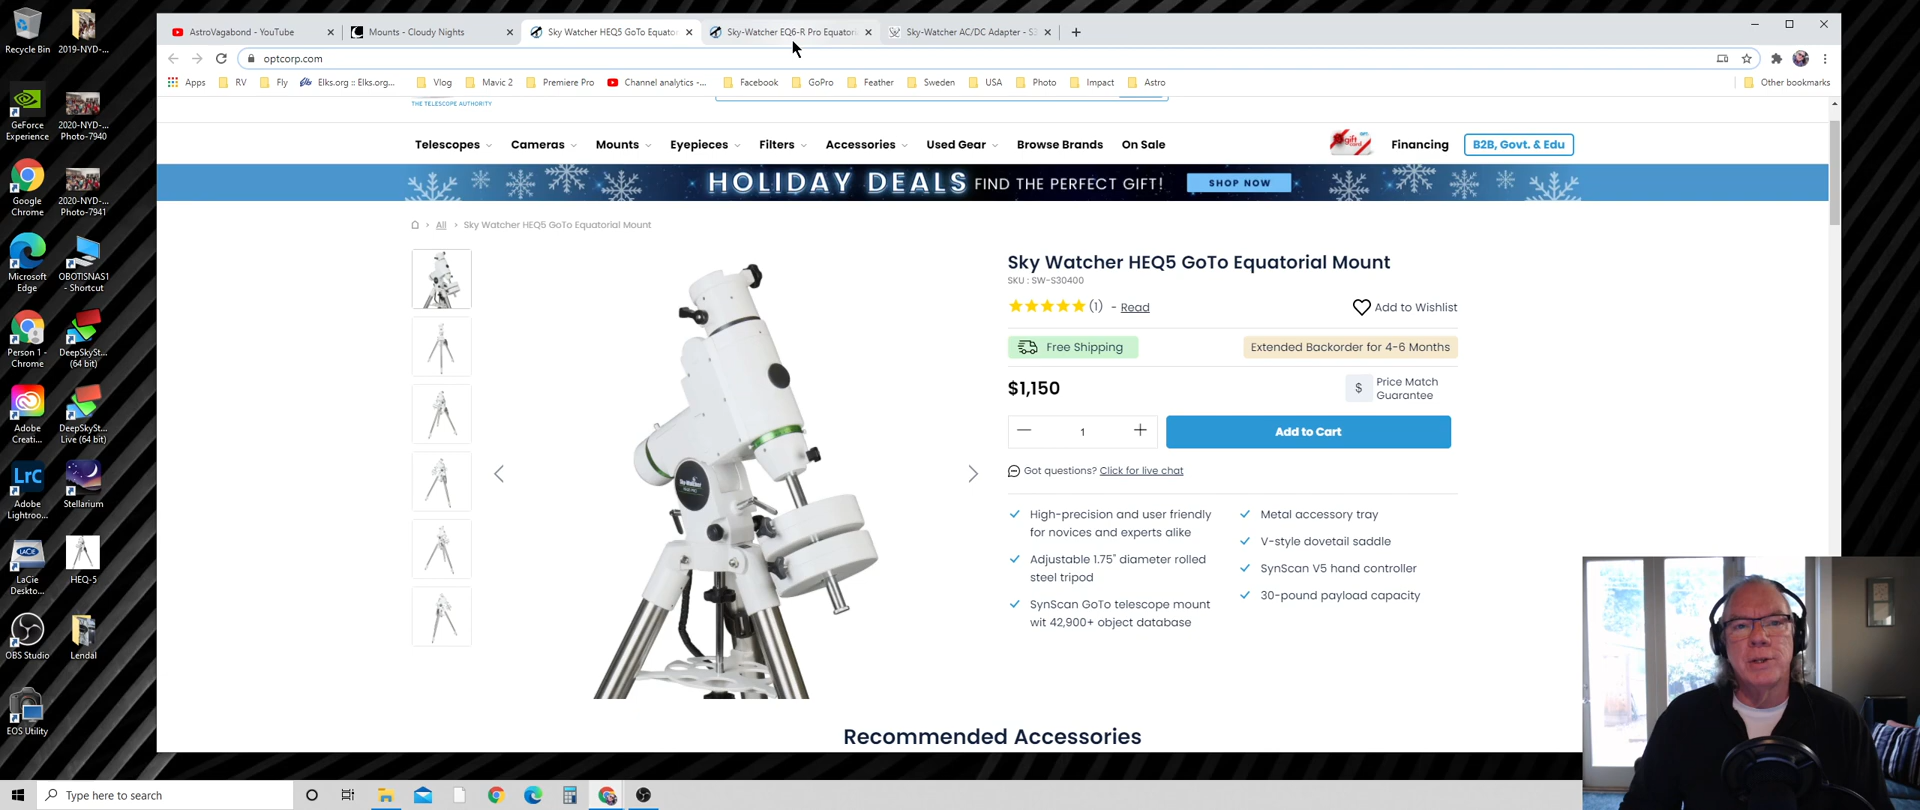 AstroVagabond - YouTube
Mounts - Cloudy Nights
Sky Watcher HEQ5 GoTo Equator
Sky-Watcher EQ6-R Pro Equatori
Sky-Watcher AC/DC Adapter - S
optcorp.com
Apps
RV
Fly
Elks.org :: Elks.org...
Vlog
Mavic 2
Premiere Pro
Channel analytics -...
Facebook
GoPro
Feather
Sweden
USA
Photo
Impact
Astro
Other bookmarks
THE TELESCOPE AUTHORITY
Telescopes
Cameras
Mounts
Eyepieces
Filters
Accessories
Used Gear
Browse Brands
On Sale
Financing
B2B, Govt. & Edu
HOLIDAY DEALS FIND THE PERFECT GIFT!
SHOP NOW
All > Sky Watcher HEQ5 GoTo Equatorial Mount
Sky Watcher HEQ5 GoTo Equatorial Mount
SKU : SW-S30400
(1) - Read
Add to Wishlist
Free Shipping
Extended Backorder for 4-6 Months
$1,150
$
Price Match
Guarantee
1
Add to Cart
Got questions? Click for live chat
High-precision and user friendly
for novices and experts alike
Adjustable 1.75" diameter rolled
steel tripod
SynScan GoTo telescope mount
wit 42,900+ object database
Metal accessory tray
V-style dovetail saddle
SynScan V5 hand controller
30-pound payload capacity
Recommended Accessories
Recycle Bin
2019-NYD-...
GeForce
Experience
2020-NYD-...
Photo-7940
Google
Chrome
2020-NYD-...
Photo-7941
Microsoft
Edge
OBOTISNAS1
- Shortcut
Person 1 -
Chrome
DeepSkySt...
(64 bit)
Adobe
Creati...
DeepSkySt...
Live (64 bit)
Lrc
Adobe
Lightroo...
Stellarium
LACIE
LaCie
Deskto...
HEQ-5
OBS Studio
Lendal
EOS Utility
Type here to search